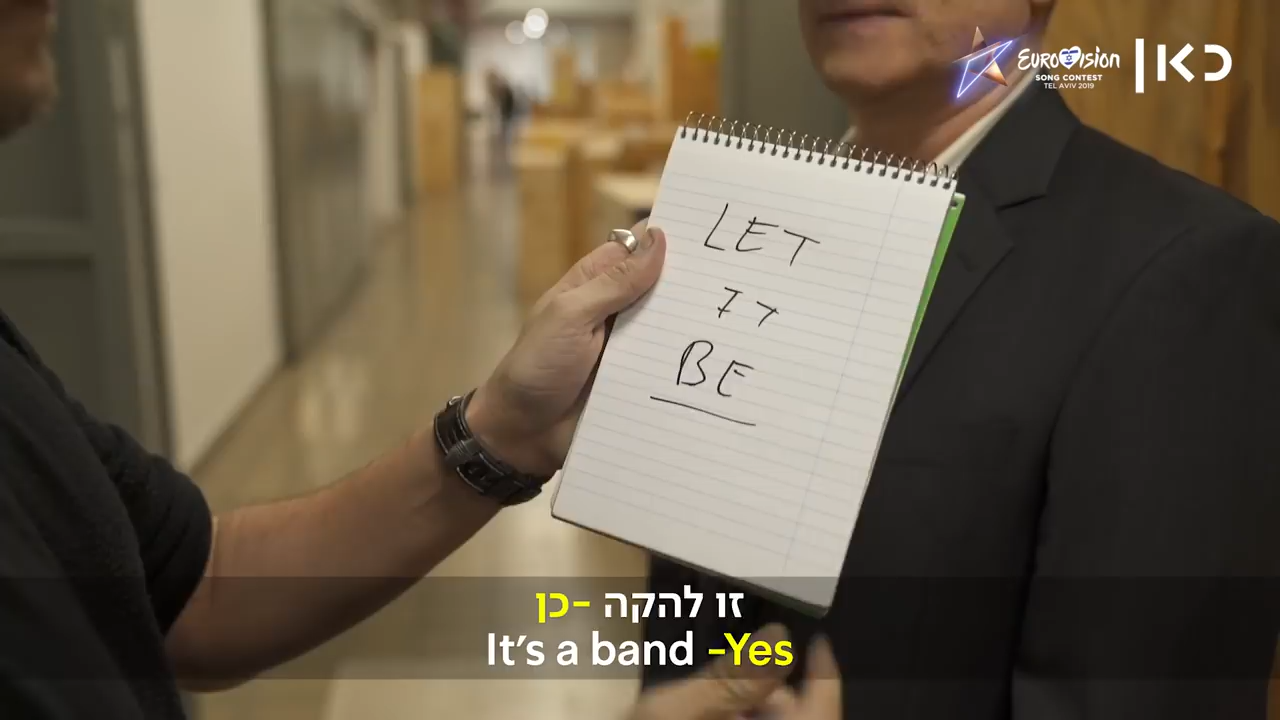 EUROVISION
SONG CONTEST
TEL AVIV 2019
כאן
LET
IT
BE
זו להקה -כן
It's a band -Yes